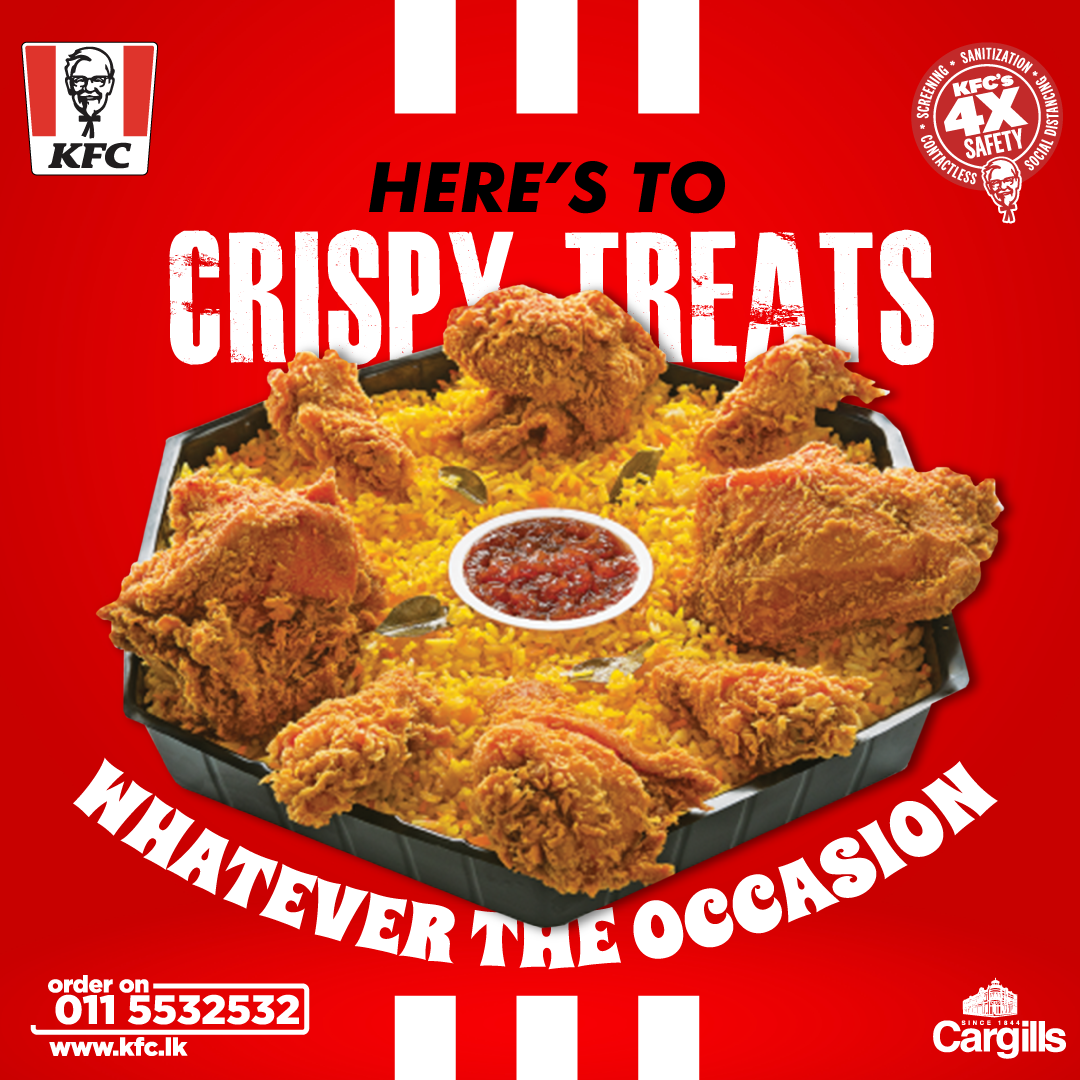 KFC
SCREENING * SANITIZATION * SOCIAL DISTANCING
* CONTACTLESS
KFC's
4X
SAFETY
HERE'S TO
CRISPY TREATS
WHATEVER THE OCCASION
order on
011 5532532
www.kfc.lk
SINCE 1844
Cargills